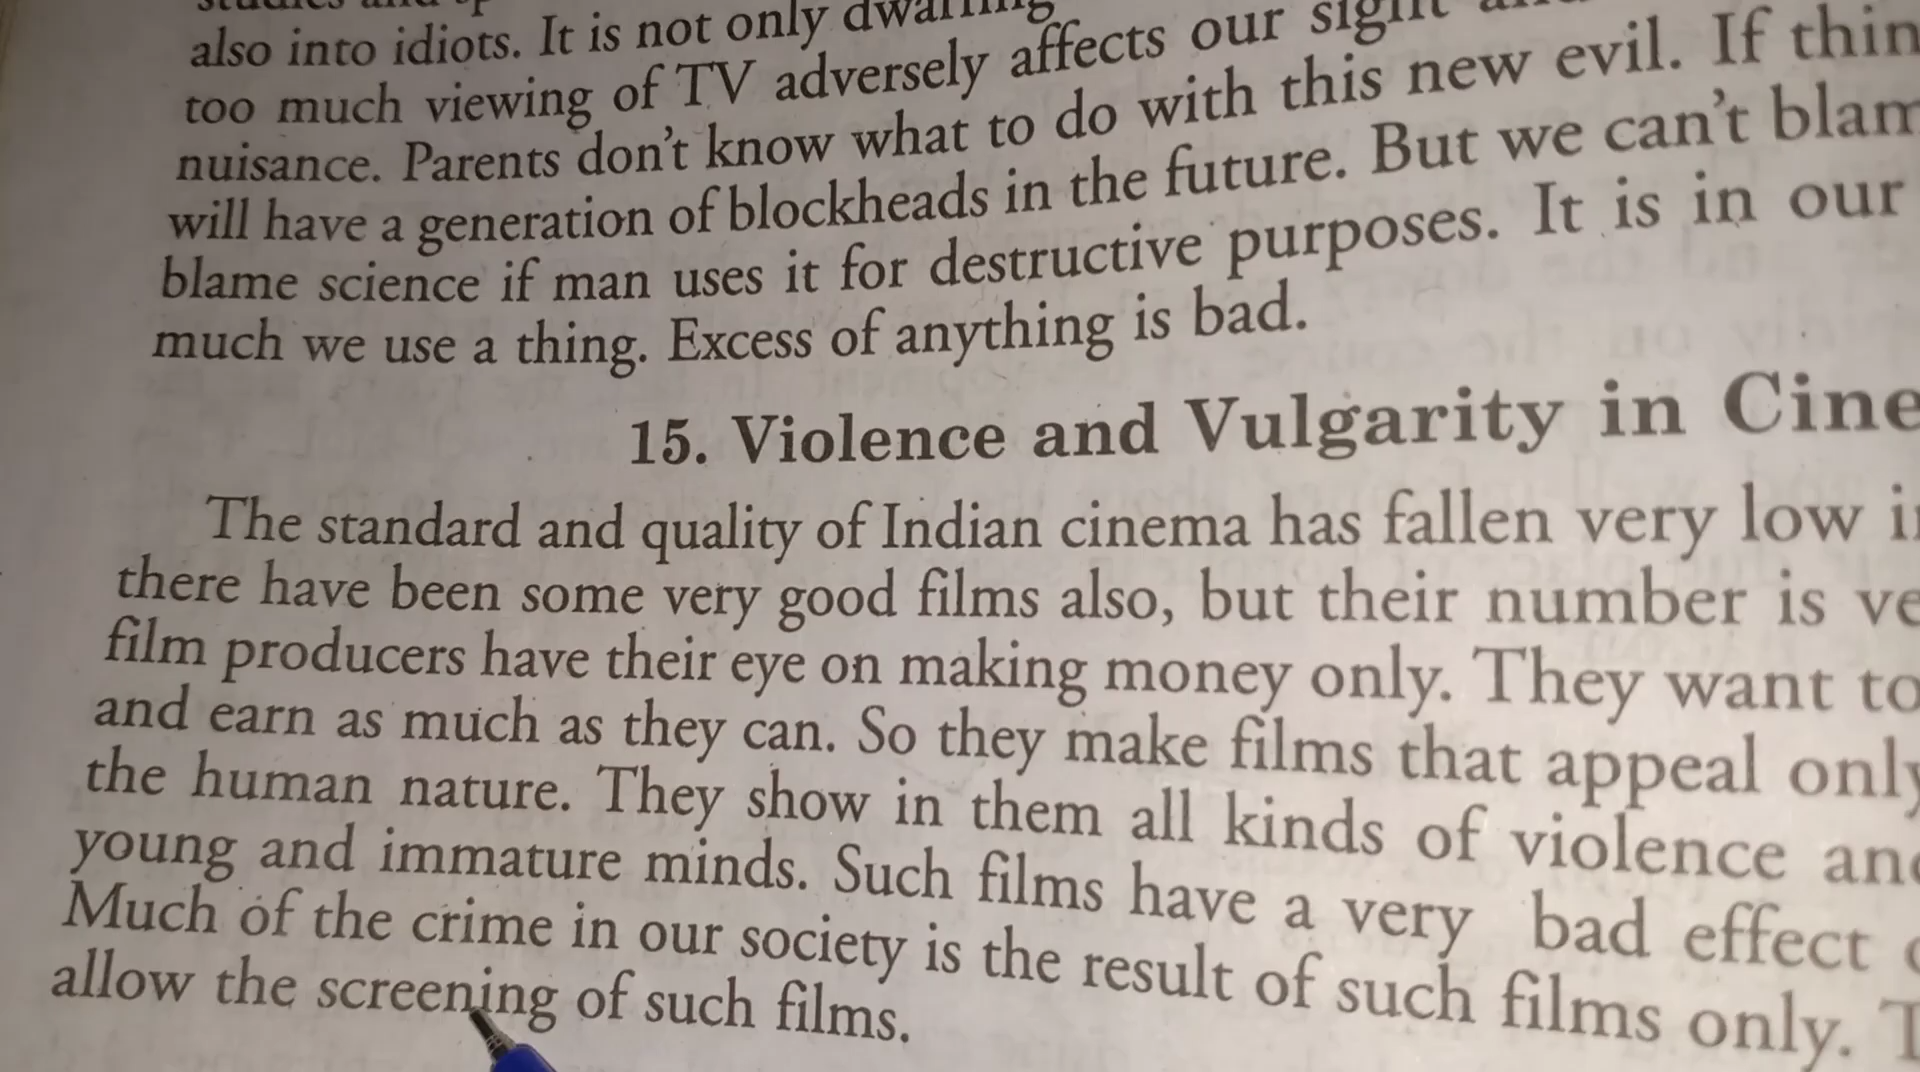 also into idiots. It is not only
too much viewing of TV adversely affects our sight
nuisance. Parents don't know what to do with this new evil. If
will have a generation of blockheads in the future. But we can't
blame science if man uses it for destructive purposes. It is in our
much we use a thing. Excess of anything is bad.
15. Violence and Vulgarity in
The standard and quality of Indian cinema has fallen very low
there have been some very good films also, but their number is
film producers have their eye on making money only. They want to
and earn as much as they can. So they make films that appeal only
the human nature. They show in them all kinds of violence
young and immature minds. Such films have a very bad effect
Much of the crime in our society is the result of such films only.
allow the screening of such films.